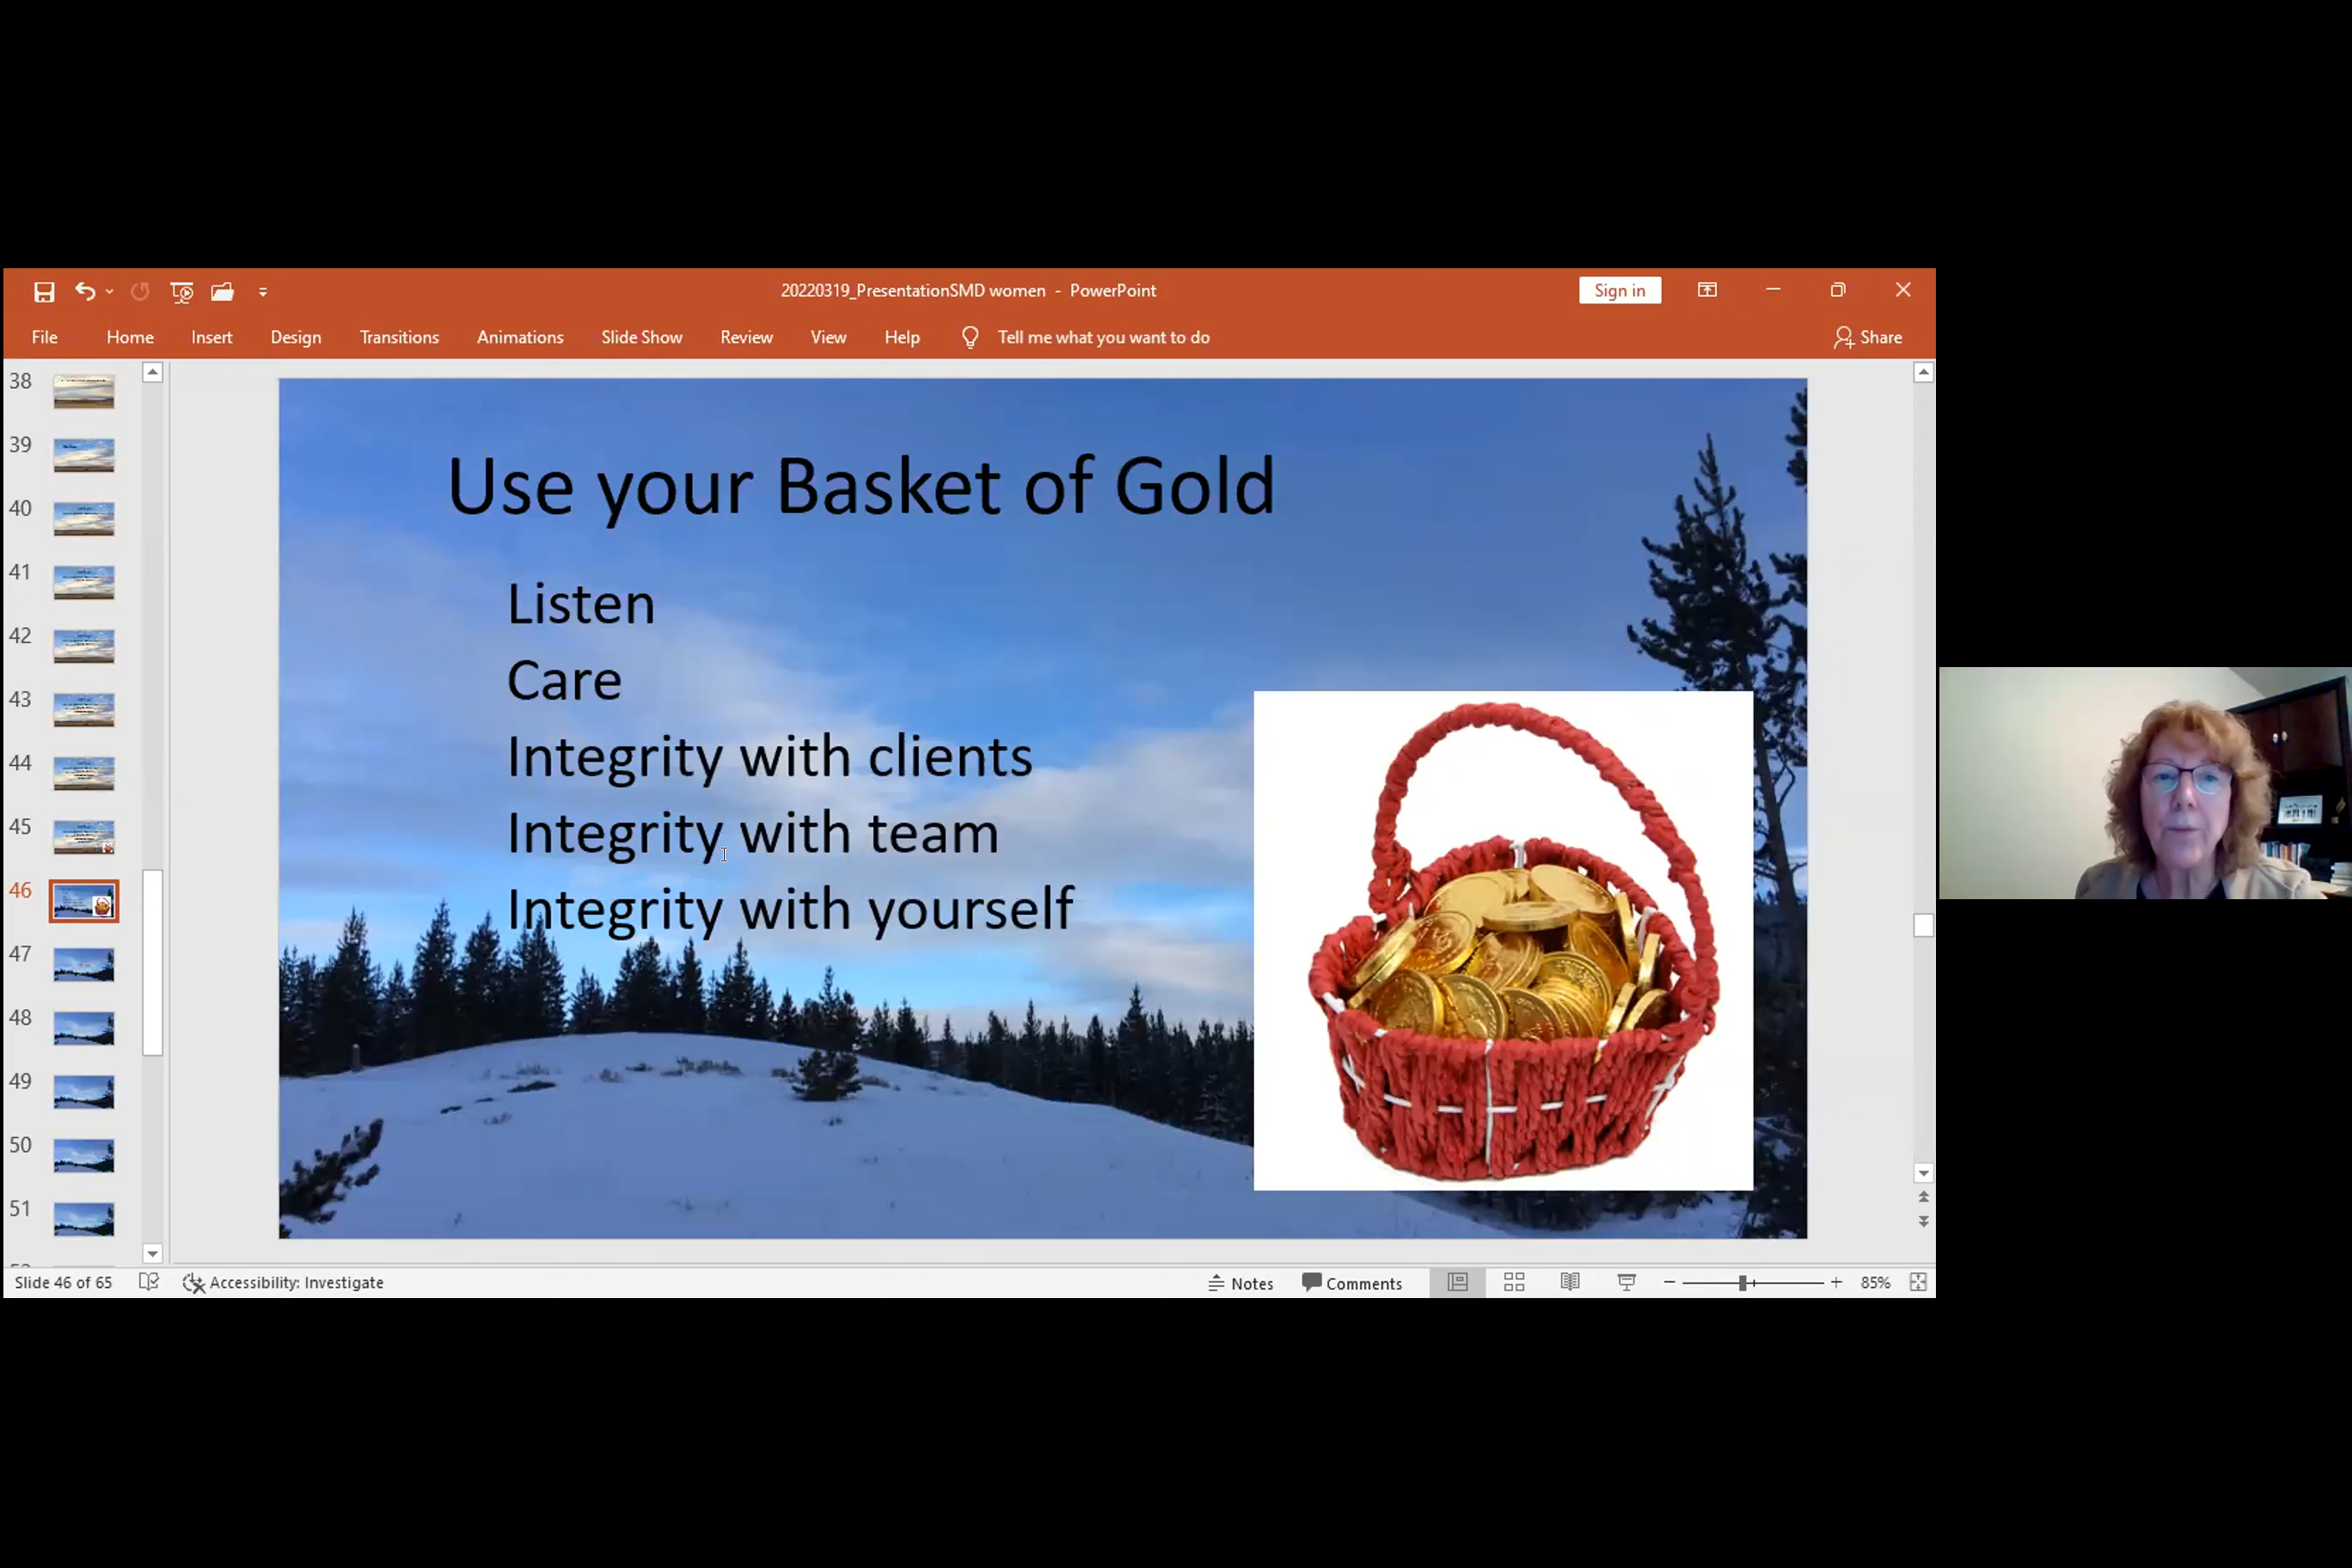 20220319_PresentationSMD women - PowerPoint
Sign in
File Home Insert Design Transitions Animations Slide Show Review View Help Tell me what you want to do Share
38
39
40
41
42
43
44
45
46
47
48
49
50
51
Use your Basket of Gold
Listen
Care
Integrity with clients
Integrity with team
Integrity with yourself
Slide 46 of 65 Accessibility: Investigate Notes Comments 85%